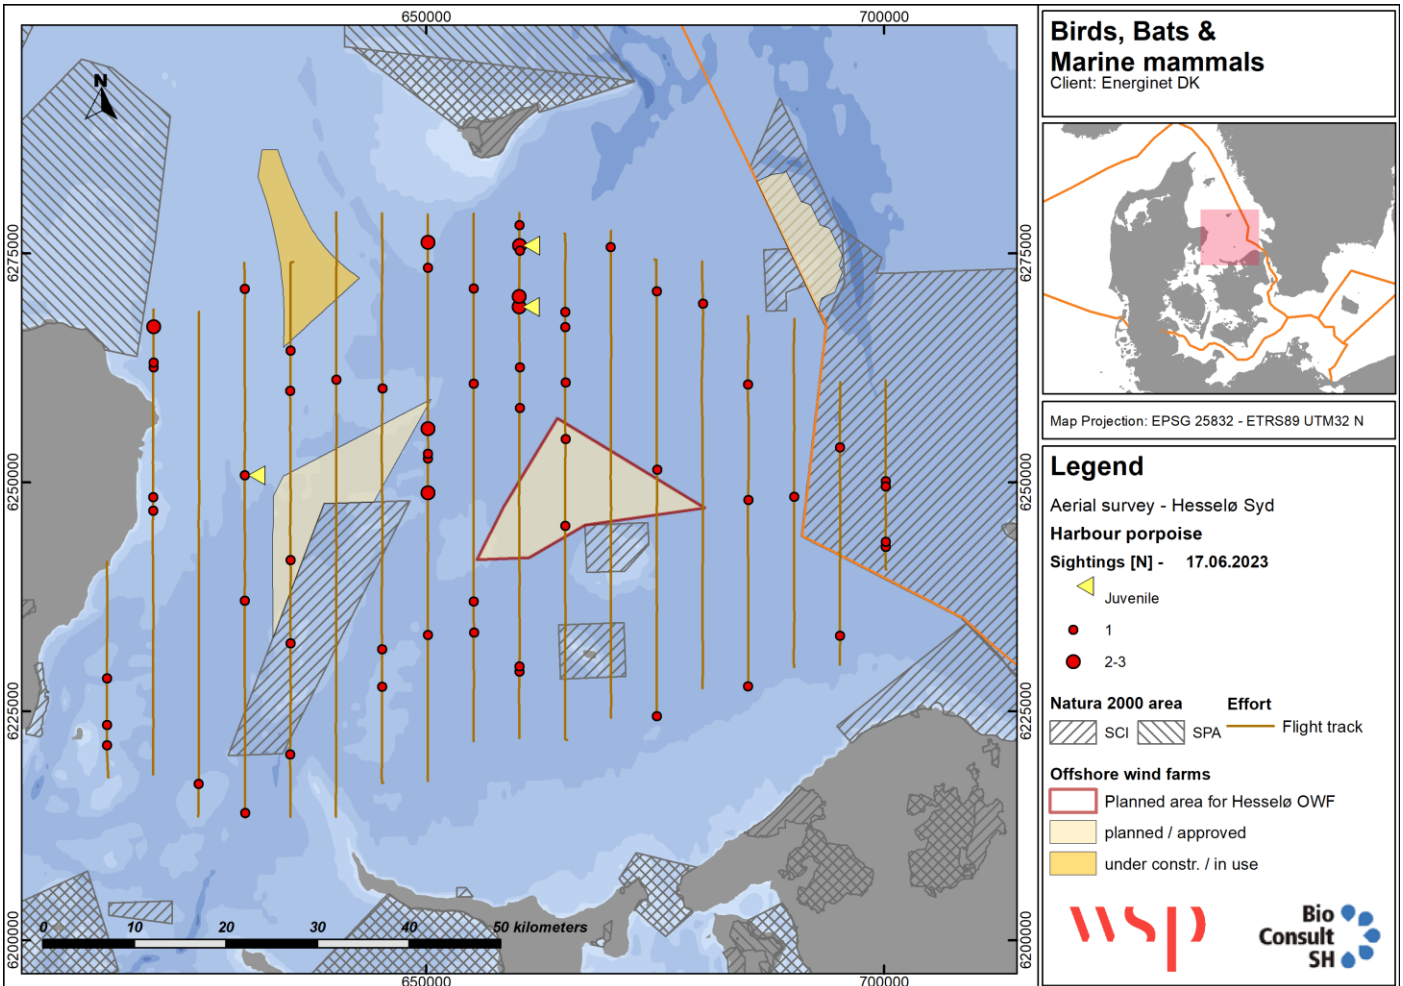 650000
700000
N
6275000
6275000
6250000
6250000
6225000
6225000
6200000
6200000
0
10
20
30
40
50 kilometers
650000
700000
Birds, Bats &
Marine mammals
Client: Energinet DK
Map Projection: EPSG 25832 - ETRS89 UTM32 N
Legend
Aerial survey - Hesselø Syd
Harbour porpoise
Sightings [N] - 17.06.2023
Juvenile
1
2-3
Natura 2000 area Effort
SCI SPA Flight track
Offshore wind farms
Planned area for Hesselø OWF
planned / approved
under constr. / in use
wsp
Bio
Consult
SH